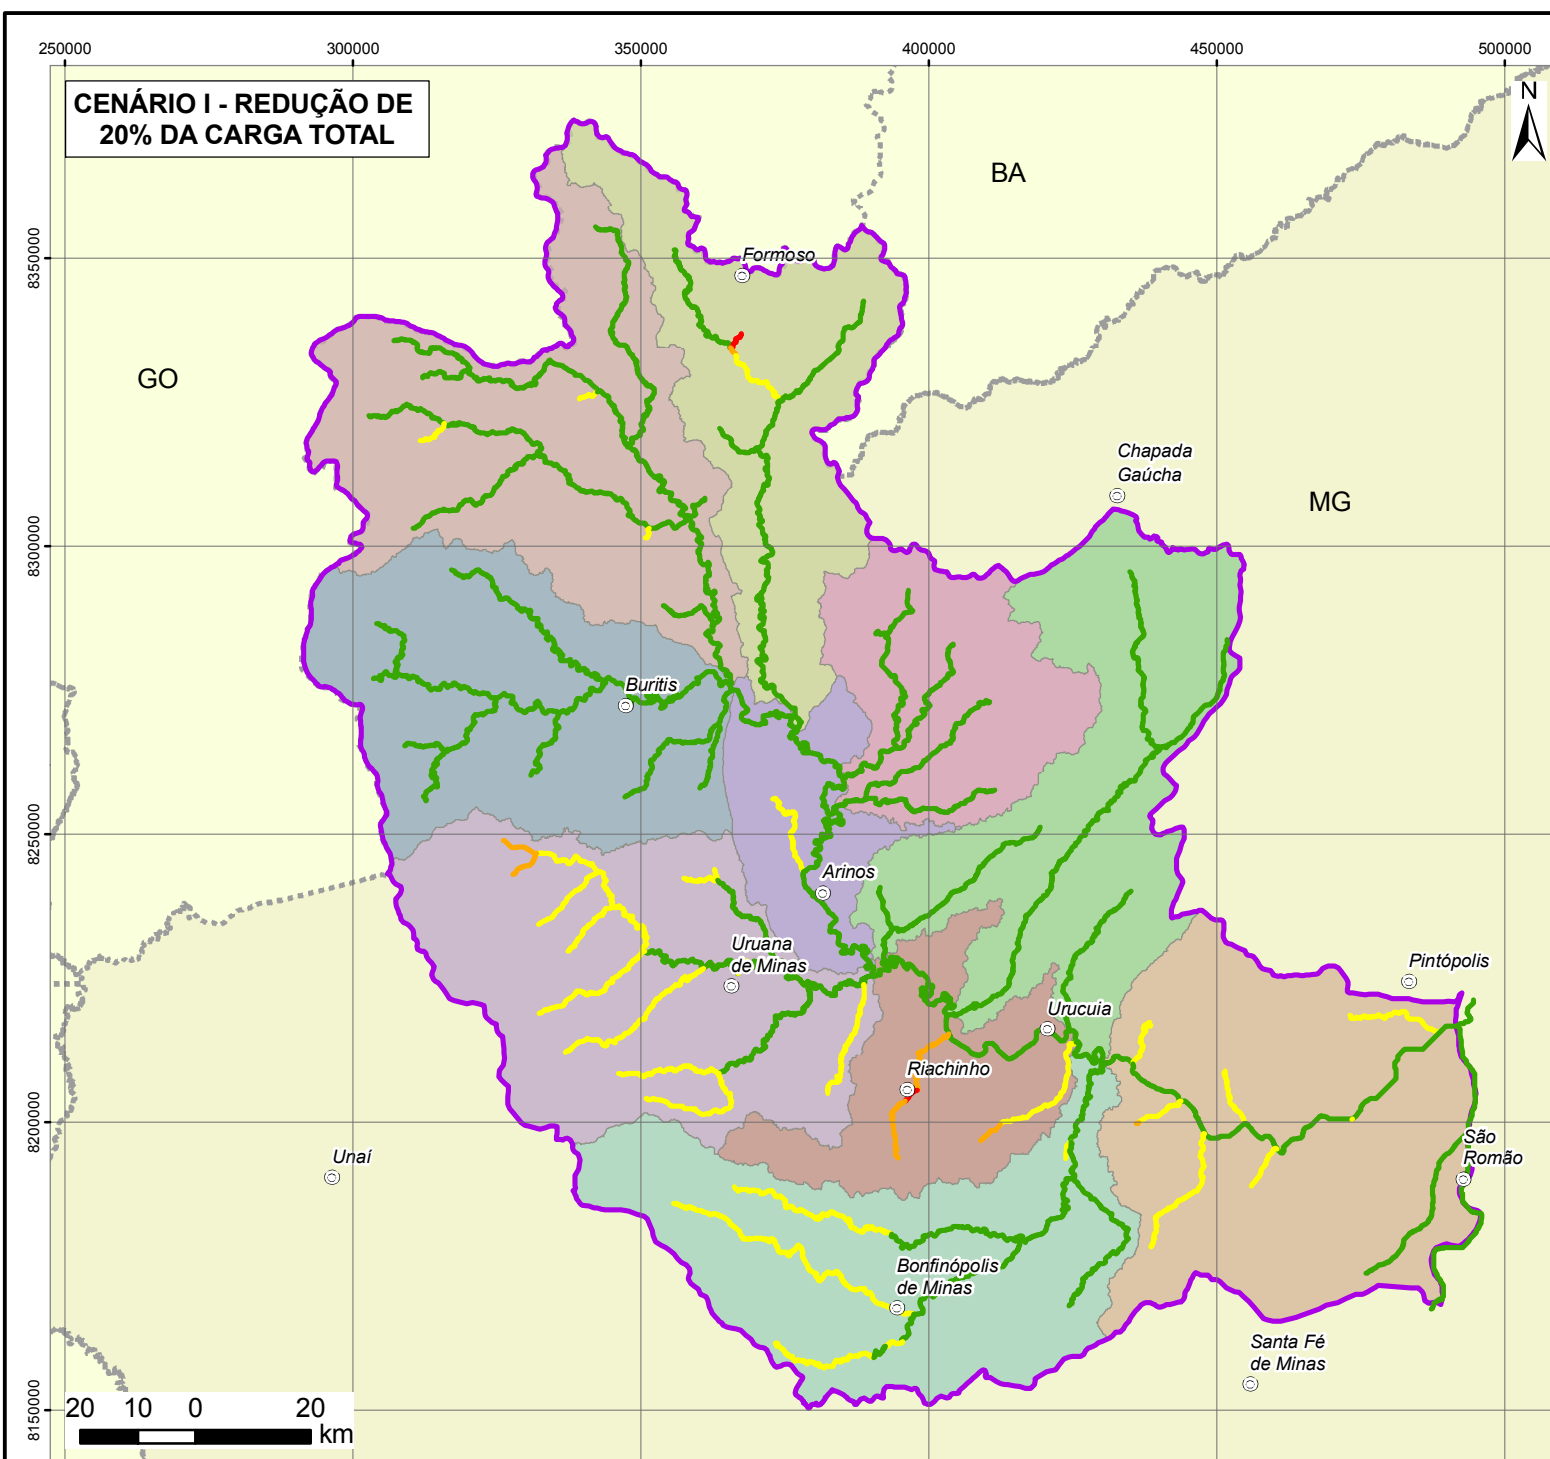 250000
300000
350000
400000
450000
500000
CENÁRIO I - REDUÇÃO DE
20% DA CARGA TOTAL
N
BA
8350000
Formoso
GO
Chapada
Gaúcha
MG
8300000
Buritis
8250000
Arinos
Uruana
de Minas
Pintópolis
Urucuia
Riachinho
8200000
São
Romão
Unaí
Bonfinópolis
de Minas
Santa Fé
de Minas
8150000
20 10 0 20
km